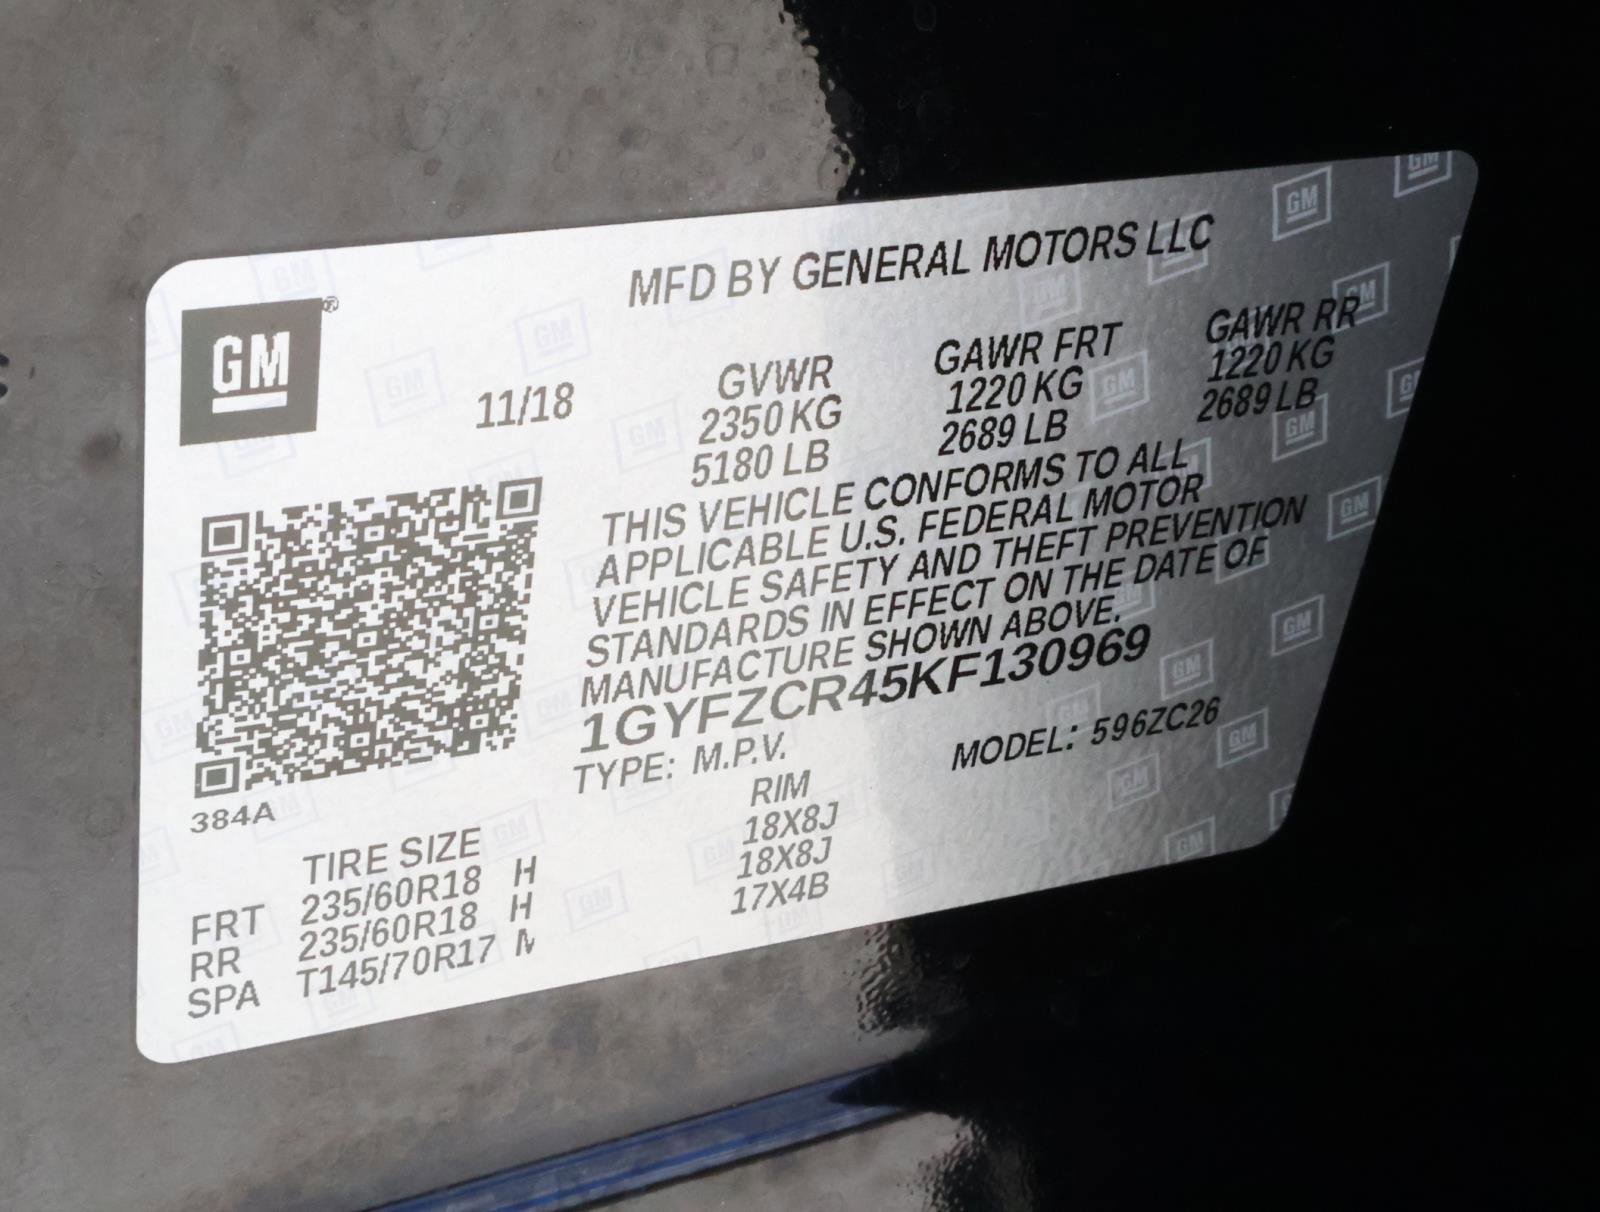 GM®
MFD BY GENERAL MOTORS LLC
11/18
GVWR
2350 KG
5180 LB
GAWR FRT
1220 KG
2689 LB
GAWR RR
1220 KG
2689 LB
THIS VEHICLE CONFORMS TO ALL
APPLICABLE U.S. FEDERAL MOTOR
VEHICLE SAFETY AND THEFT PREVENTION
STANDARDS IN EFFECT ON THE DATE OF
MANUFACTURE SHOWN ABOVE.
1GYFZCR45KF130969
TYPE: M.P.V. MODEL: 596ZC26
384A
TIRE SIZE RIM
FRT 235/60R18 H 18X8J
RR 235/60R18 H 18X8J
SPA T145/70R17 M 17X4B